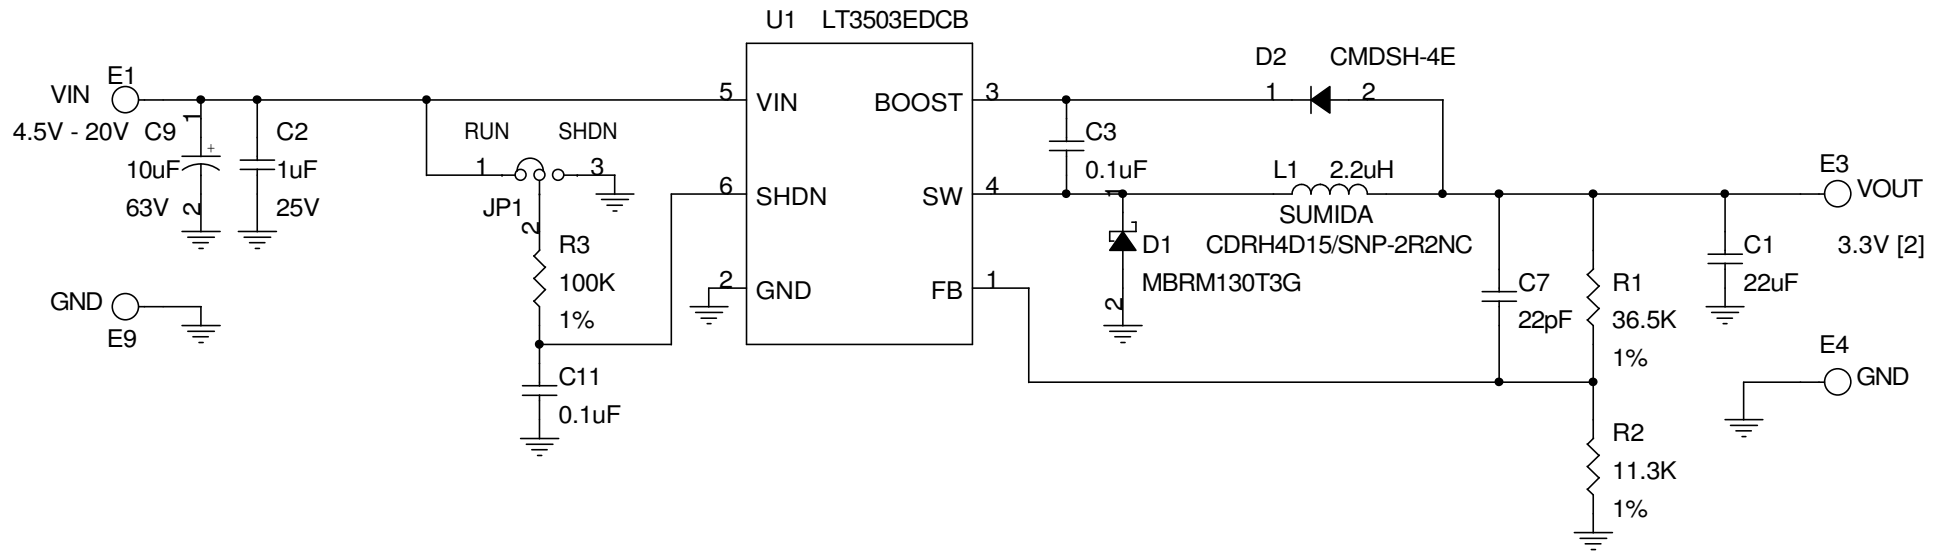 U1 LT3503EDCB
E1
VIN
4.5V - 20V
C9
1
+
10uF
63V
2
C2
1uF
25V
GND
E9
RUN SHDN
1
3
JP1
2
R3
100K
1%
C11
0.1uF
5 VIN
6 SHDN
2 GND
BOOST 3
SW 4
FB 1
D2 CMDSH-4E
1 2
C3
0.1uF
L1 2.2uH
SUMIDA
CDRH4D15/SNP-2R2NC
1
D1
MBRM130T3G
2
C7
22pF
R1
36.5K
1%
R2
11.3K
1%
C1
22uF
E3
VOUT
3.3V [2]
E4
GND